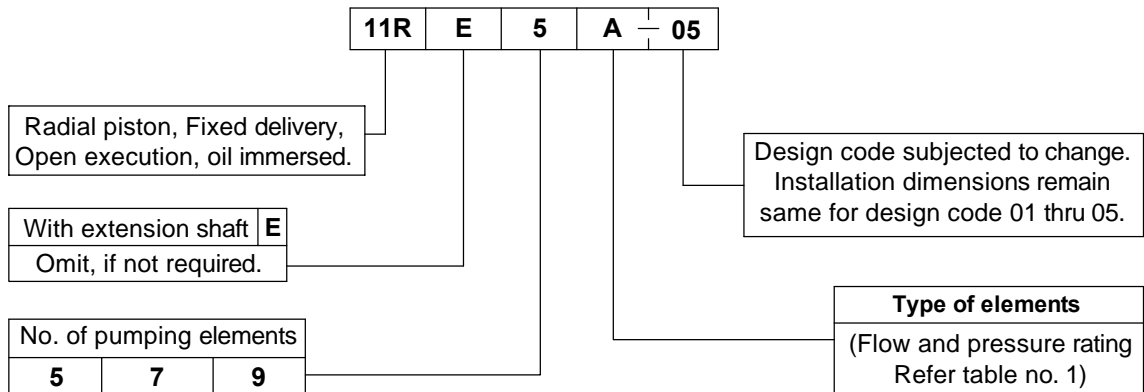 11R E 5 A – 05
Radial piston, Fixed delivery,
Open execution, oil immersed.
With extension shaft E
Omit, if not required.
No. of pumping elements
5 7 9
Design code subjected to change.
Installation dimensions remain
same for design code 01 thru 05.
Type of elements
(Flow and pressure rating
Refer table no. 1)